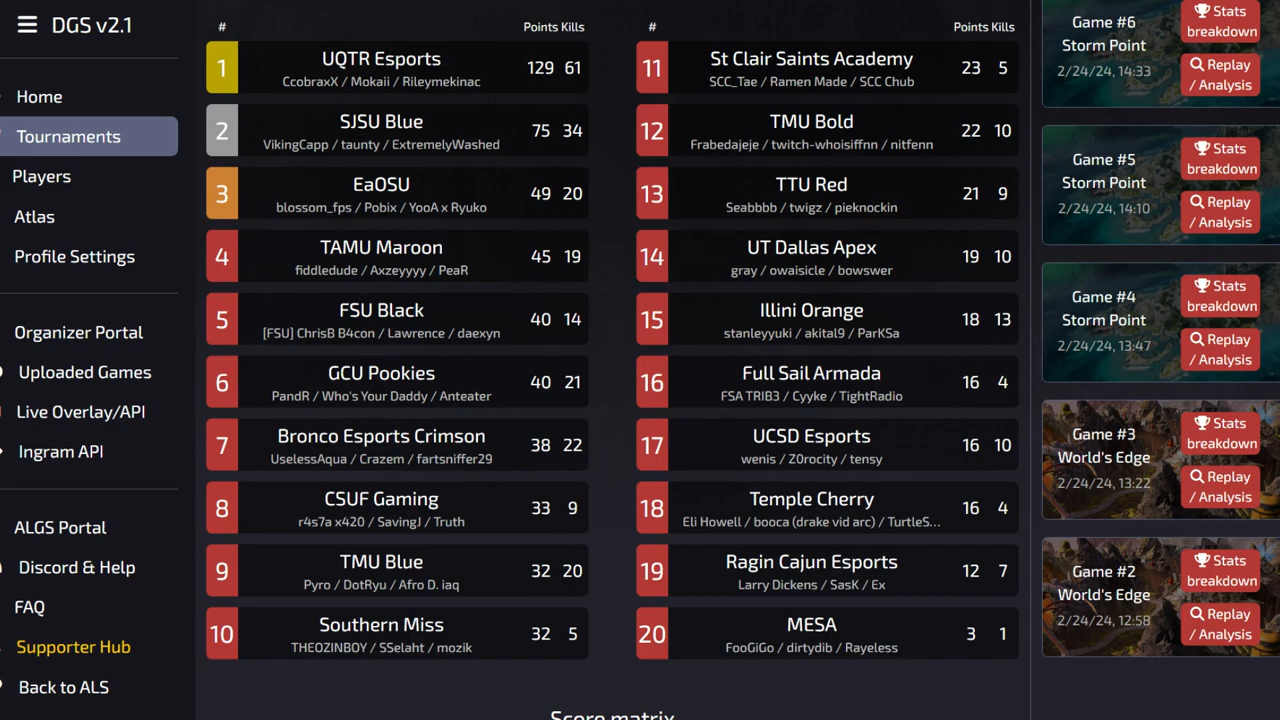 DGS v2.1
Home
Tournaments
Players
Atlas
Profile Settings
Organizer Portal
Uploaded Games
Live Overlay/API
Ingram API
ALGS Portal
Discord & Help
FAQ
Supporter Hub
Back to ALS
# Points Kills
1 UQTR Esports 129 61
CcobraxX / Mokaii / Rileymekinac
2 SJSU Blue 75 34
VikingCapp / taunty / ExtremelyWashed
3 EaOSU 49 20
blossom_fps / Pobix / YooA x Ryuko
4 TAMU Maroon 45 19
fiddledude / Axzeyyyy / PeaR
5 FSU Black 40 14
[FSU] ChrisB B4con / Lawrence / daexyn
6 GCU Pookies 40 21
PandR / Who's Your Daddy / Anteater
7 Bronco Esports Crimson 38 22
UselessAqua / Crazem / fartsniffer29
8 CSUF Gaming 33 9
r4s7a x420 / SavingJ / Truth
9 TMU Blue 32 20
Pyro / DotRyu / Afro D. iaq
10 Southern Miss 32 5
THEOZINBOY / SSelaht / mozik
# Points Kills
11 St Clair Saints Academy 23 5
SCC_Tae / Ramen Made / SCC Chub
12 TMU Bold 22 10
Frabedajeje / twitch-whoisiffnn / nitfenn
13 TTU Red 21 9
Seabbbb / twigz / pieknockin
14 UT Dallas Apex 19 10
gray / owaisicle / bowswer
15 Illini Orange 18 13
stanleyyuki / akital9 / ParKSa
16 Full Sail Armada 16 4
FSA TRIB3 / Cyyke / TightRadio
17 UCSD Esports 16 10
wenis / Z0rocity / tensy
18 Temple Cherry 16 4
Eli Howell / booca (drake vid arc) / TurtleS...
19 Ragin Cajun Esports 12 7
Larry Dickens / SasK / Ex
20 MESA 3 1
FooGiGo / dirtydib / Rayeless
Score matrix
Game #6
Storm Point
2/24/24, 14:33
Stats
breakdown
Replay
/ Analysis
Game #5
Storm Point
2/24/24, 14:10
Stats
breakdown
Replay
/ Analysis
Game #4
Storm Point
2/24/24, 13:47
Stats
breakdown
Replay
/ Analysis
Game #3
World's Edge
2/24/24, 13:22
Stats
breakdown
Replay
/ Analysis
Game #2
World's Edge
2/24/24, 12:58
Stats
breakdown
Replay
/ Analysis